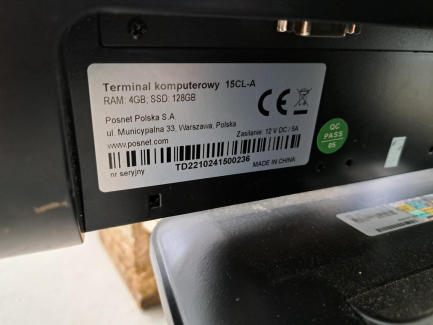 Terminal komputerowy 15CL-A
RAM: 4GB, SSD: 128GB
Posnet Polska S.A
ul. Municypalna 33, Warszawa, Polska
www.posnet.com
Zasilanie: 12 V DC / 5A
CE
nr seryjny
TD2210241500236
MADE IN CHINA
QC
PASS
05